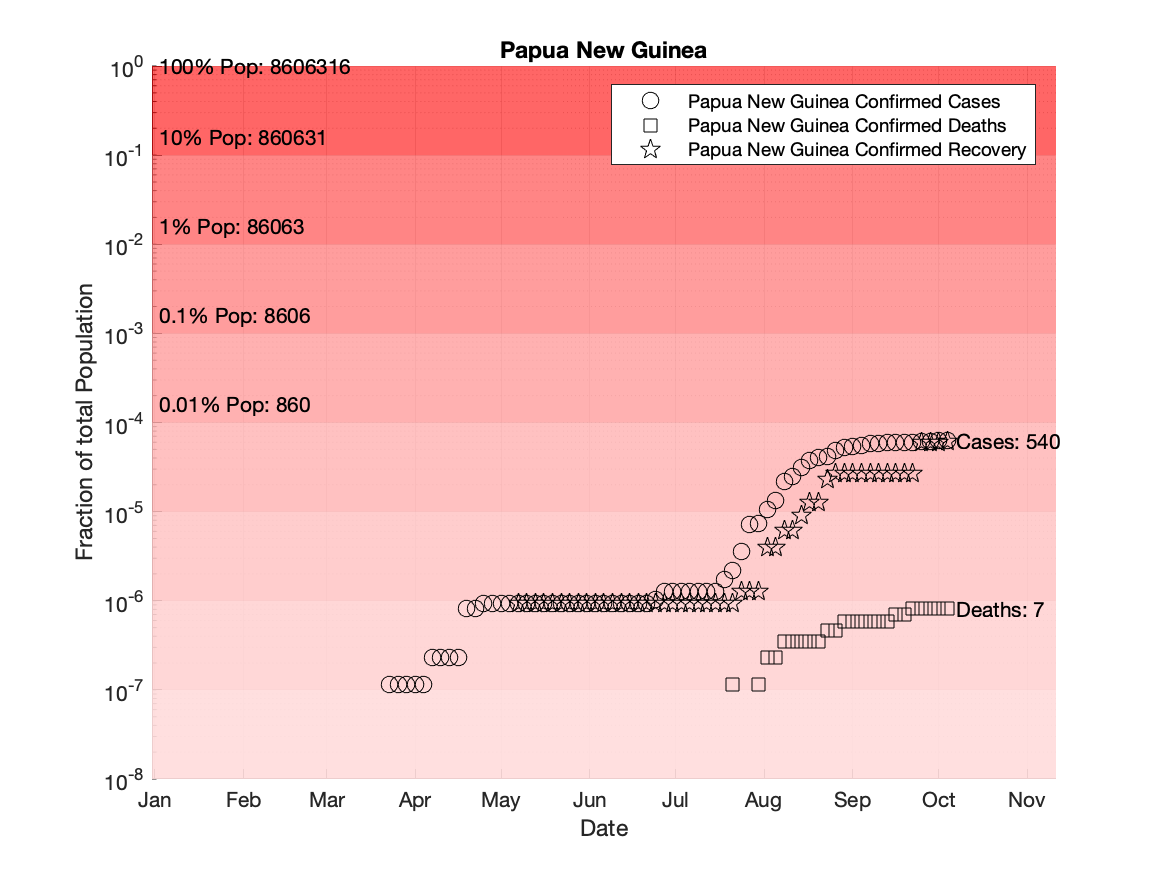 Papua New Guinea
10^0
100% Pop: 8606316
Papua New Guinea Confirmed Cases
Papua New Guinea Confirmed Deaths
Papua New Guinea Confirmed Recovery
10% Pop: 860631
10^-1
1% Pop: 86063
10^-2
0.1% Pop: 8606
10^-3
0.01% Pop: 860
10^-4
Cases: 540
10^-5
10^-6
Deaths: 7
10^-7
10^-8
Fraction of total Population
Jan Feb Mar Apr May Jun Jul Aug Sep Oct Nov
Date